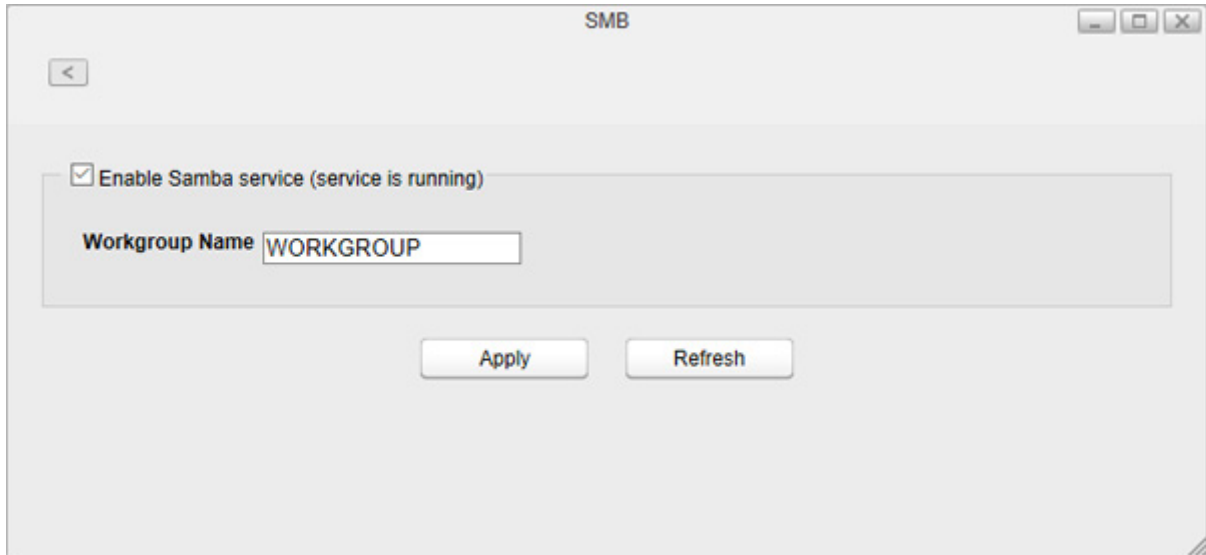 SMB
<
Enable Samba service (service is running)
Workgroup Name WORKGROUP
Apply Refresh